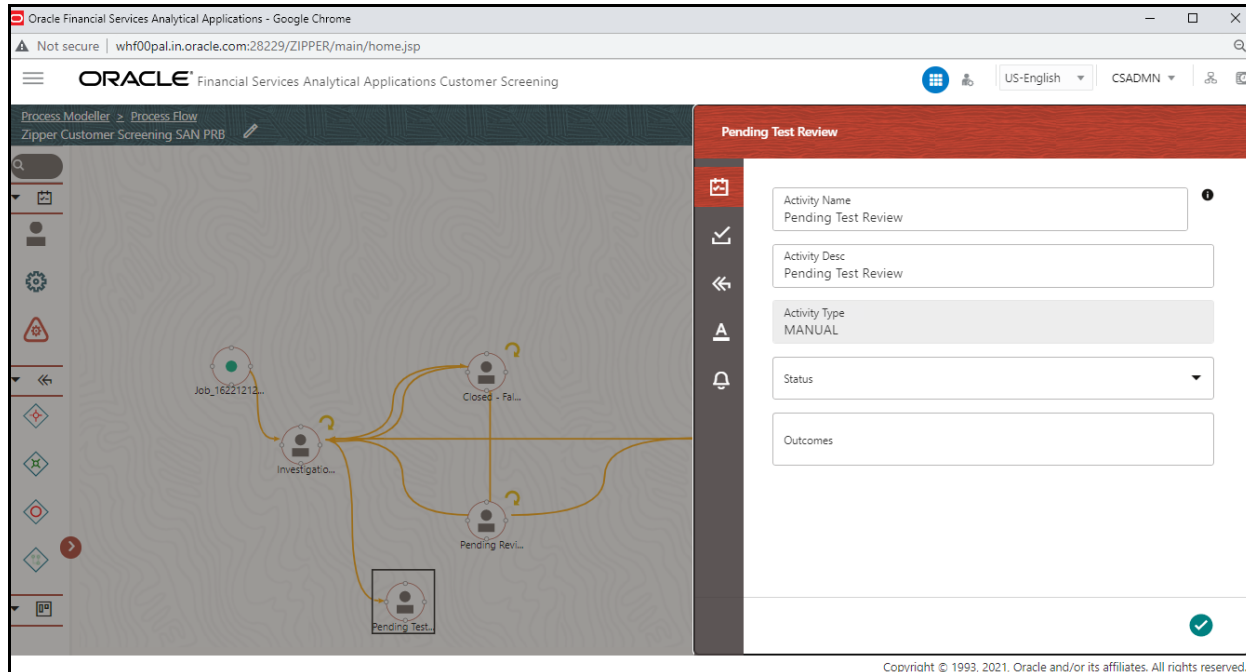 Oracle Financial Services Analytical Applications - Google Chrome
Not secure | whf00pal.in.oracle.com:28229/ZIPPER/main/home.jsp
ORACLE® Financial Services Analytical Applications Customer Screening
US-English
CSADMN
Process Modeller > Process Flow
Zipper Customer Screening SAN PRB
Pending Test Review
Activity Name
Pending Test Review
Activity Desc
Pending Test Review
Activity Type
MANUAL
Status
Outcomes
Job_16221212...
Closed - Fal...
Investigatio...
Pending Revi...
Pending Test...
Copyright © 1993, 2021, Oracle and/or its affiliates. All rights reserved.